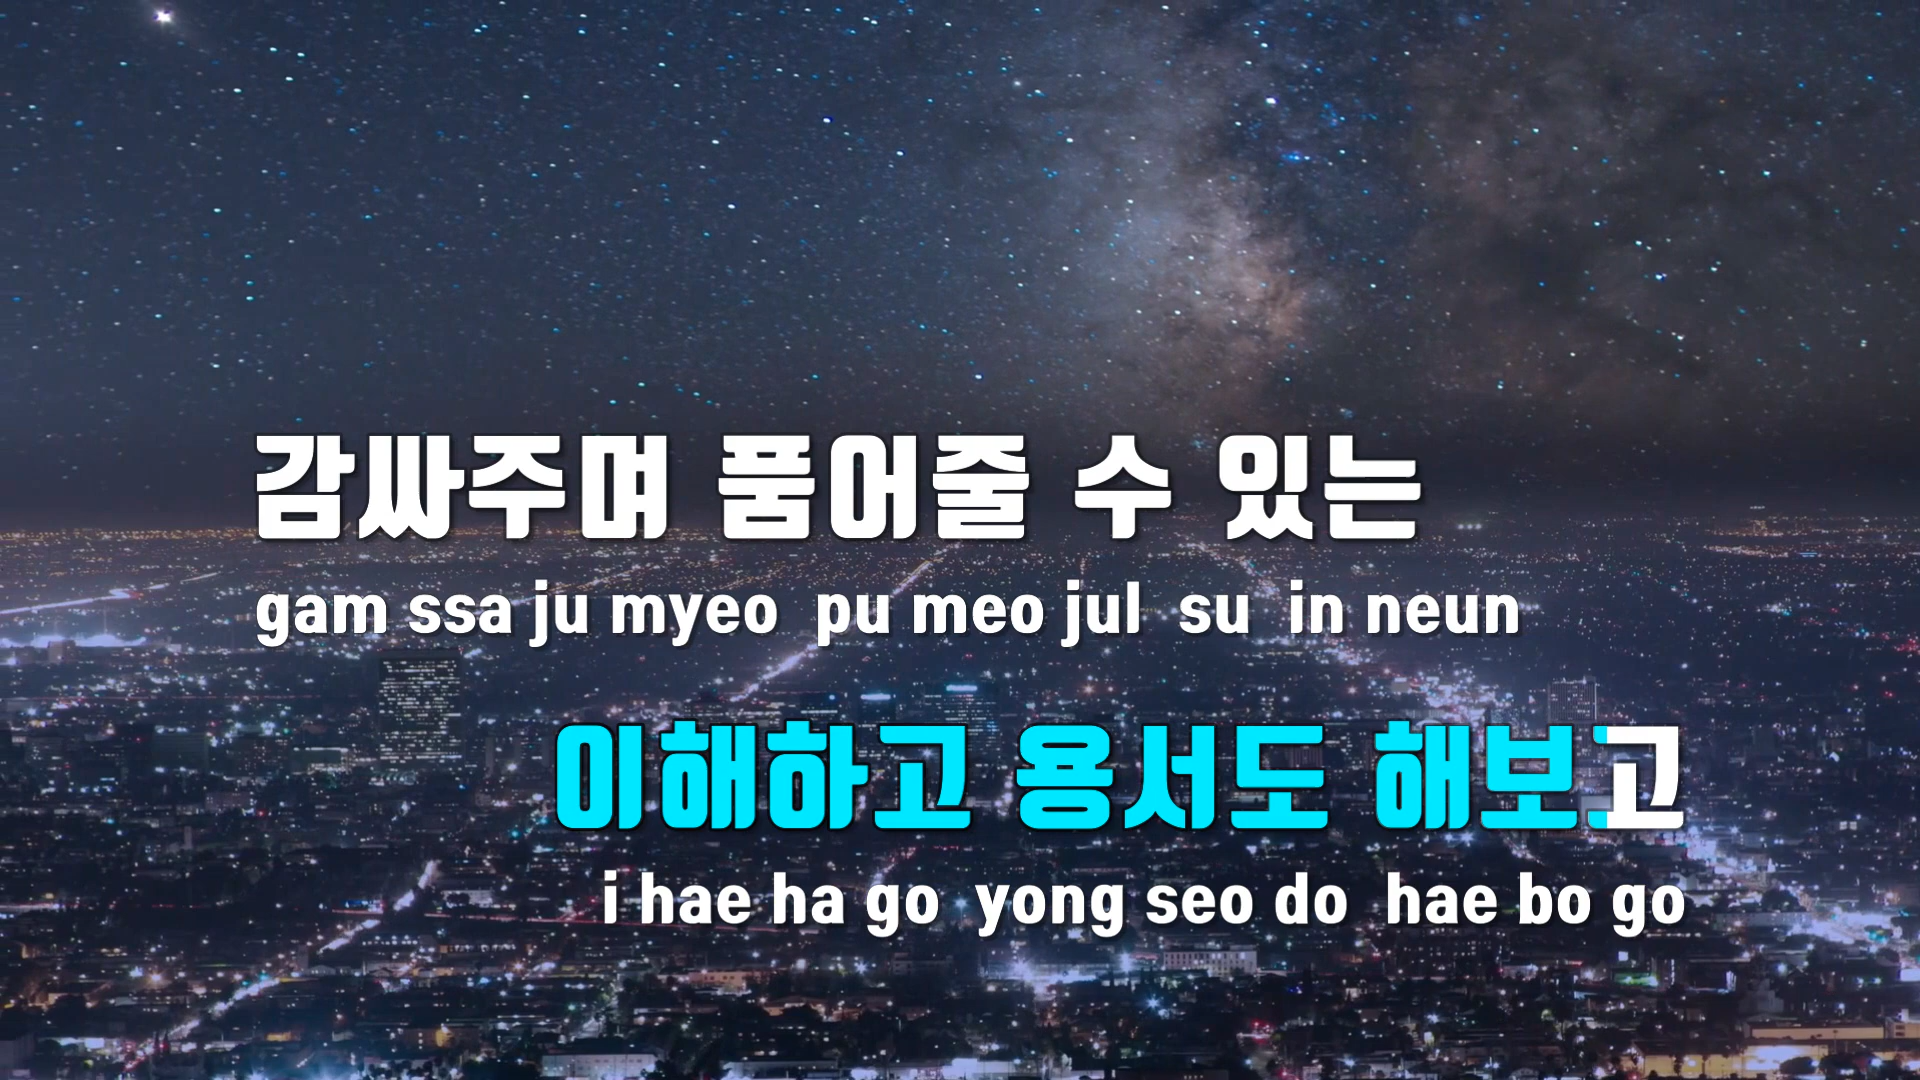 감싸주며 품어줄 수 있는
gam ssa ju myeo pu meo jul su in neun
이해하고 용서도 해보고
i hae ha go yong seo do hae bo go